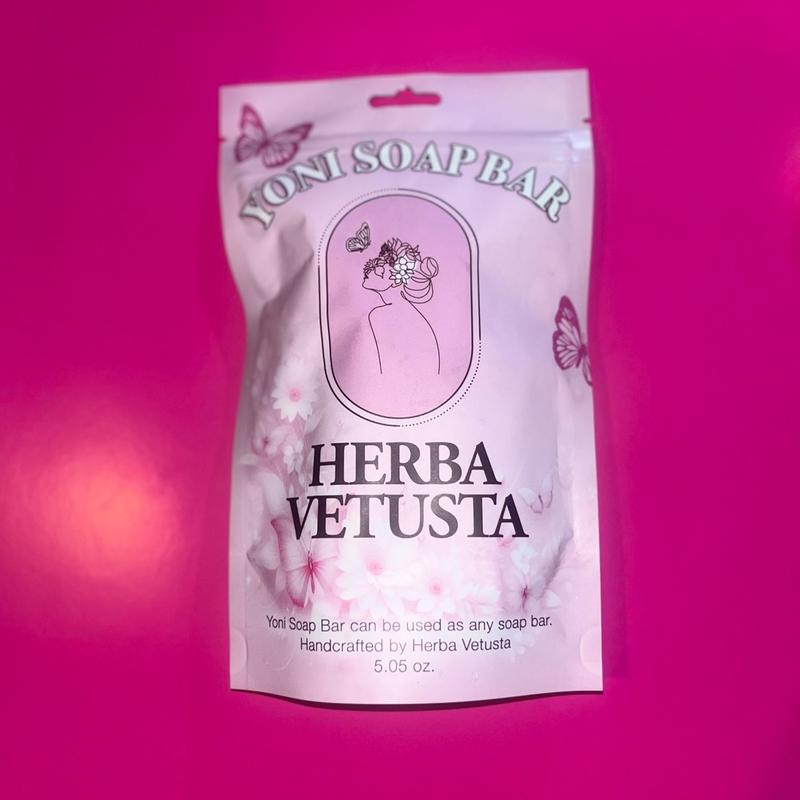 YONI SOAP BAR
HERBA
VETUSTA
Yoni Soap Bar can be used as any soap bar.
Handcrafted by Herba Vetusta
5.05 oz.